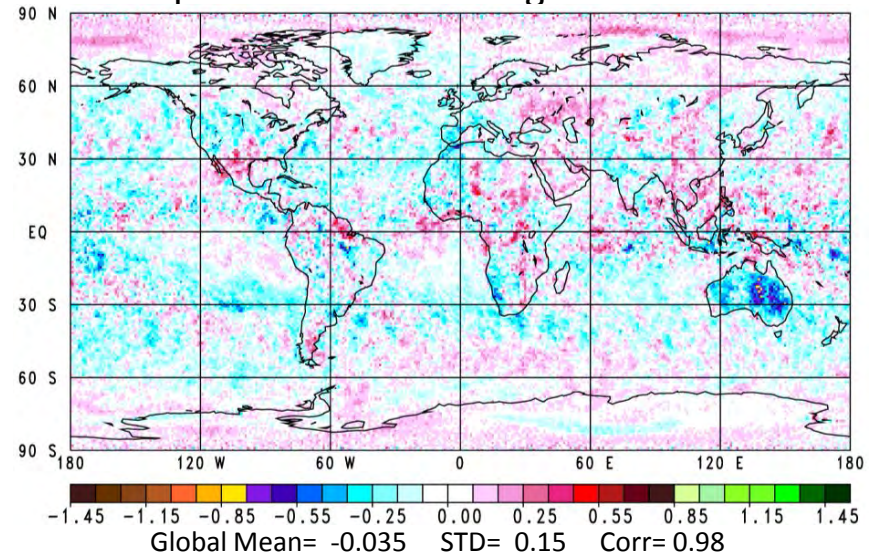 90 N
60 N
30 N
EQ
30 S
60 S
90 S
180 120 W 60 W 0 60 E 120 E 180
-1.45 -1.15 -0.85 -0.55 -0.25 0.00 0.25 0.55 0.85 1.15 1.45
Global Mean= -0.035 STD= 0.15 Corr= 0.98